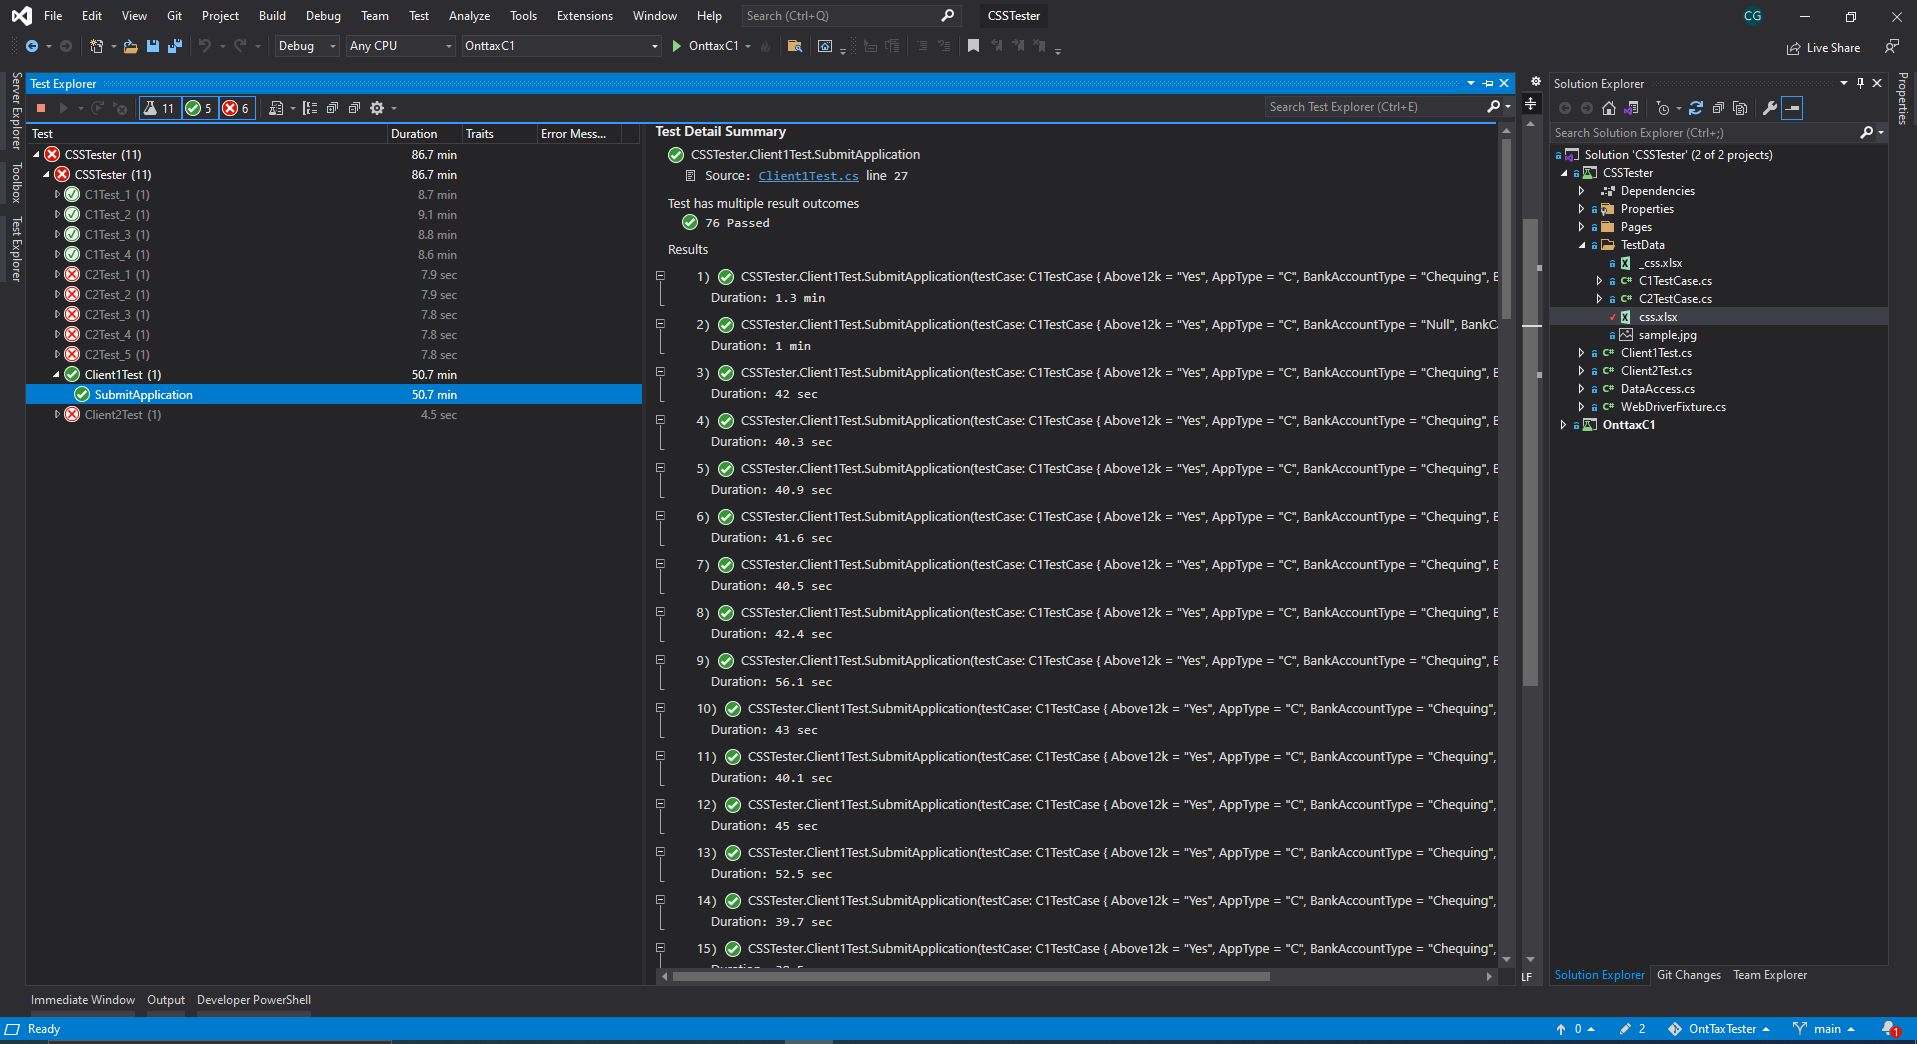 File Edit View Git Project Build Debug Team Test Analyze Tools Extensions Window Help Search (Ctrl+Q) CSSTester CG
Debug Any CPU OnttaxC1 OnttaxC1 Live Share
Server Explorer
Toolbox
Test Explorer
Test Explorer
11 5 6 Search Test Explorer (Ctrl+E)
Test Duration Traits Error Mess...
CSSTester (11) 86.7 min
CSSTester (11) 86.7 min
C1Test_1 (1) 8.7 min
C1Test_2 (1) 9.1 min
C1Test_3 (1) 8.8 min
C1Test_4 (1) 8.6 min
C2Test_1 (1) 7.9 sec
C2Test_2 (1) 7.9 sec
C2Test_3 (1) 7.8 sec
C2Test_4 (1) 7.8 sec
C2Test_5 (1) 7.8 sec
Client1Test (1) 50.7 min
SubmitApplication 50.7 min
Client2Test (1) 4.5 sec
Test Detail Summary
CSSTester.Client1Test.SubmitApplication
Source: Client1Test.cs line 27
Test has multiple result outcomes
76 Passed
Results
1) CSSTester.Client1Test.SubmitApplication(testCase: C1TestCase { Above12k = "Yes", AppType = "C", BankAccountType = "Chequing", 
Duration: 1.3 min
2) CSSTester.Client1Test.SubmitApplication(testCase: C1TestCase { Above12k = "Yes", AppType = "C", BankAccountType = "Null", BankC
Duration: 1 min
3) CSSTester.Client1Test.SubmitApplication(testCase: C1TestCase { Above12k = "Yes", AppType = "C", BankAccountType = "Chequing", 
Duration: 42 sec
4) CSSTester.Client1Test.SubmitApplication(testCase: C1TestCase { Above12k = "Yes", AppType = "C", BankAccountType = "Chequing", 
Duration: 40.3 sec
5) CSSTester.Client1Test.SubmitApplication(testCase: C1TestCase { Above12k = "Yes", AppType = "C", BankAccountType = "Chequing", 
Duration: 40.9 sec
6) CSSTester.Client1Test.SubmitApplication(testCase: C1TestCase { Above12k = "Yes", AppType = "C", BankAccountType = "Chequing", 
Duration: 41.6 sec
7) CSSTester.Client1Test.SubmitApplication(testCase: C1TestCase { Above12k = "Yes", AppType = "C", BankAccountType = "Chequing", 
Duration: 40.5 sec
8) CSSTester.Client1Test.SubmitApplication(testCase: C1TestCase { Above12k = "Yes", AppType = "C", BankAccountType = "Chequing", 
Duration: 42.4 sec
9) CSSTester.Client1Test.SubmitApplication(testCase: C1TestCase { Above12k = "Yes", AppType = "C", BankAccountType = "Chequing", 
Duration: 56.1 sec
10) CSSTester.Client1Test.SubmitApplication(testCase: C1TestCase { Above12k = "Yes", AppType = "C", BankAccountType = "Chequing",
Duration: 43 sec
11) CSSTester.Client1Test.SubmitApplication(testCase: C1TestCase { Above12k = "Yes", AppType = "C", BankAccountType = "Chequing",
Duration: 40.1 sec
12) CSSTester.Client1Test.SubmitApplication(testCase: C1TestCase { Above12k = "Yes", AppType = "C", BankAccountType = "Chequing",
Duration: 45 sec
13) CSSTester.Client1Test.SubmitApplication(testCase: C1TestCase { Above12k = "Yes", AppType = "C", BankAccountType = "Chequing",
Duration: 52.5 sec
14) CSSTester.Client1Test.SubmitApplication(testCase: C1TestCase { Above12k = "Yes", AppType = "C", BankAccountType = "Chequing",
Duration: 39.7 sec
15) CSSTester.Client1Test.SubmitApplication(testCase: C1TestCase { Above12k = "Yes", AppType = "C", BankAccountType = "Chequing",
LF
Solution Explorer
Search Solution Explorer (Ctrl+;)
Solution 'CSSTester' (2 of 2 projects)
CSSTester
Dependencies
Properties
Pages
TestData
_css.xlsx
C# C1TestCase.cs
C# C2TestCase.cs
css.xlsx
sample.jpg
C# Client1Test.cs
C# Client2Test.cs
C# DataAccess.cs
C# WebDriverFixture.cs
OnttaxC1
Solution Explorer Git Changes Team Explorer
Properties
Immediate Window Output Developer PowerShell
Ready 0 2 OntTaxTester main 1